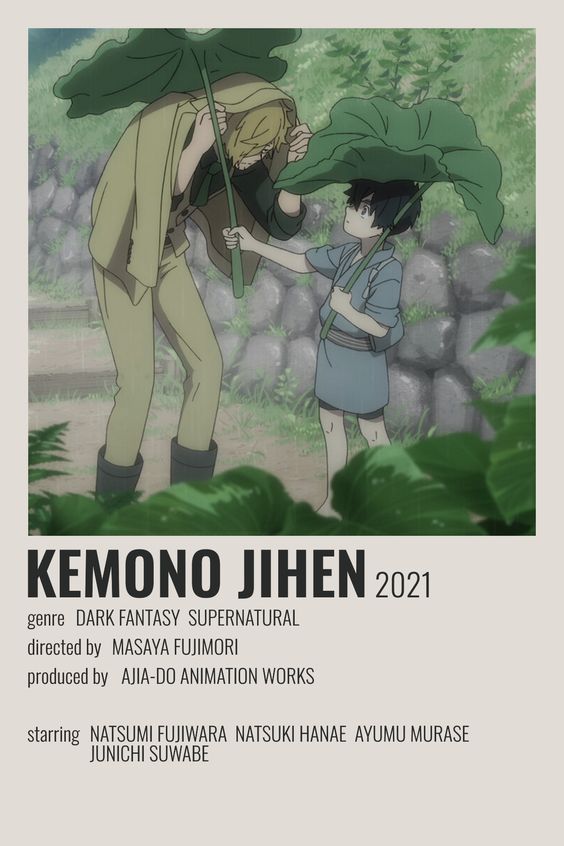 KEMONO JIHEN 2021
genre DARK FANTASY SUPERNATURAL
directed by MASAYA FUJIMORI
produced by AJIA-DO ANIMATION WORKS
starring NATSUMI FUJIWARA NATSUKI HANAE AYUMU MURASE
JUNICHI SUWABE